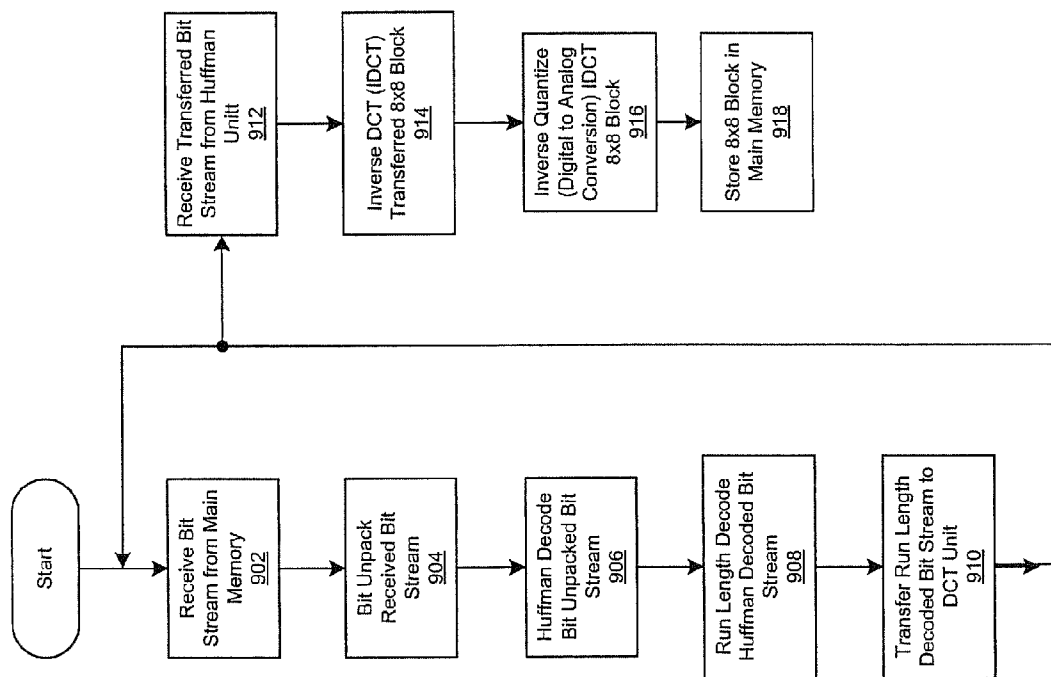 Start
Receive Bit
Stream from Main
Memory
902
Bit Unpack
Received Bit
Stream
904
Huffman Decode
Bit Unpacked Bit
Stream
906
Run Length Decode
Huffman Decoded Bit
Stream
908
Transfer Run Length
Decoded Bit Stream to
DCT Unit
910
Receive Transferred Bit
Stream from Huffman
Unitt
912
Inverse DCT (IDCT)
Transferred 8x8 Block
914
Inverse Quantize
(Digital to Analog
Conversion) IDCT
8x8 Block
916
Store 8x8 Block in
Main Memory
918